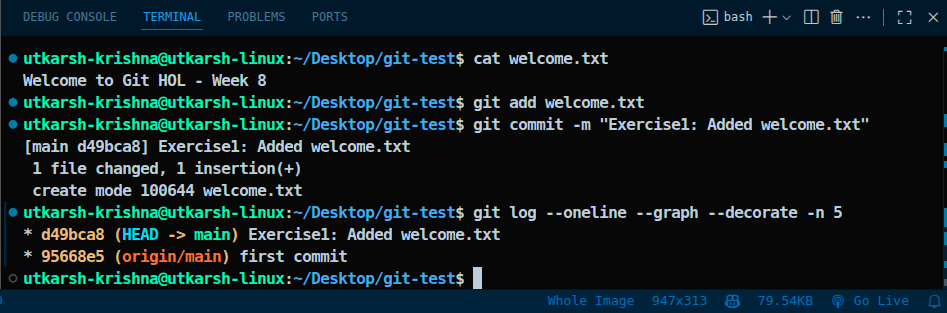 DEBUG CONSOLE TERMINAL PROBLEMS PORTS bash
utkarsh-krishna@utkarsh-linux:~/Desktop/git-test$ cat welcome.txt
Welcome to Git HOL - Week 8
utkarsh-krishna@utkarsh-linux:~/Desktop/git-test$ git add welcome.txt
utkarsh-krishna@utkarsh-linux:~/Desktop/git-test$ git commit -m "Exercise1: Added welcome.txt"
[main d49bca8] Exercise1: Added welcome.txt
 1 file changed, 1 insertion(+)
 create mode 100644 welcome.txt
utkarsh-krishna@utkarsh-linux:~/Desktop/git-test$ git log --oneline --graph --decorate -n 5
* d49bca8 (HEAD -> main) Exercise1: Added welcome.txt
* 95668e5 (origin/main) first commit
utkarsh-krishna@utkarsh-linux:~/Desktop/git-test$
Whole Image 947x313 79.54KB Go Live